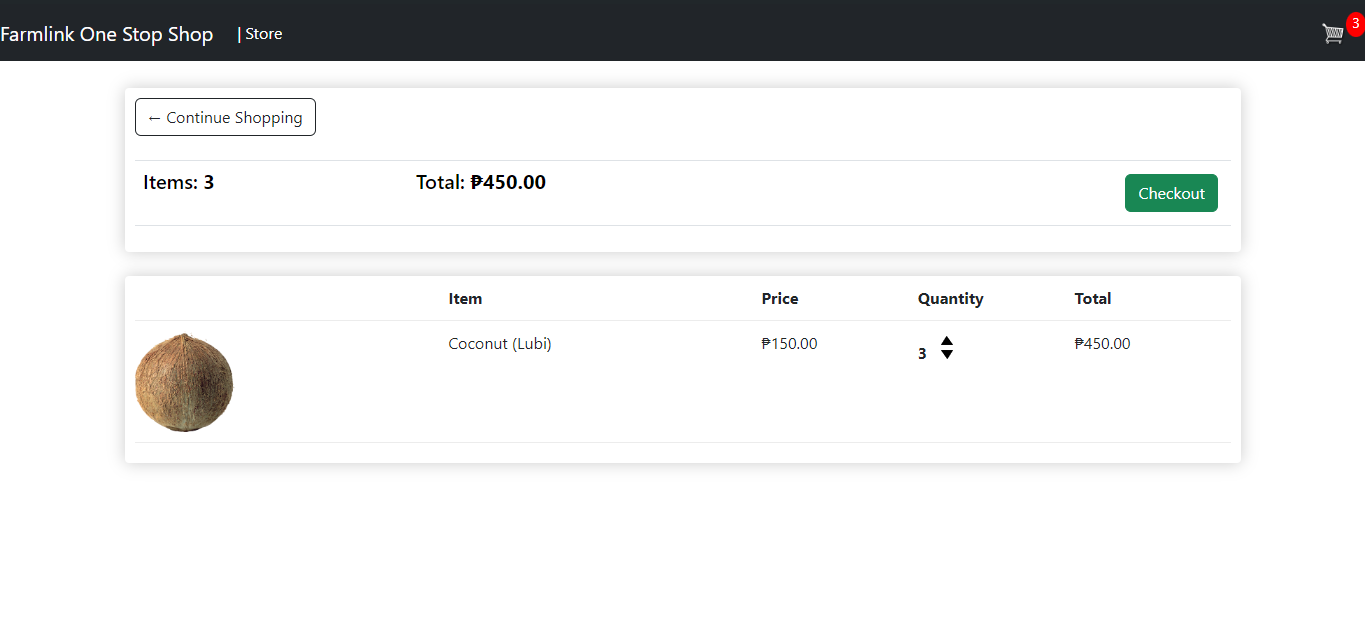 Farmlink One Stop Shop | Store 3
← Continue Shopping
Items: 3 Total: ₱450.00 Checkout
Item Price Quantity Total
Coconut (Lubi) ₱150.00 3 ₱450.00